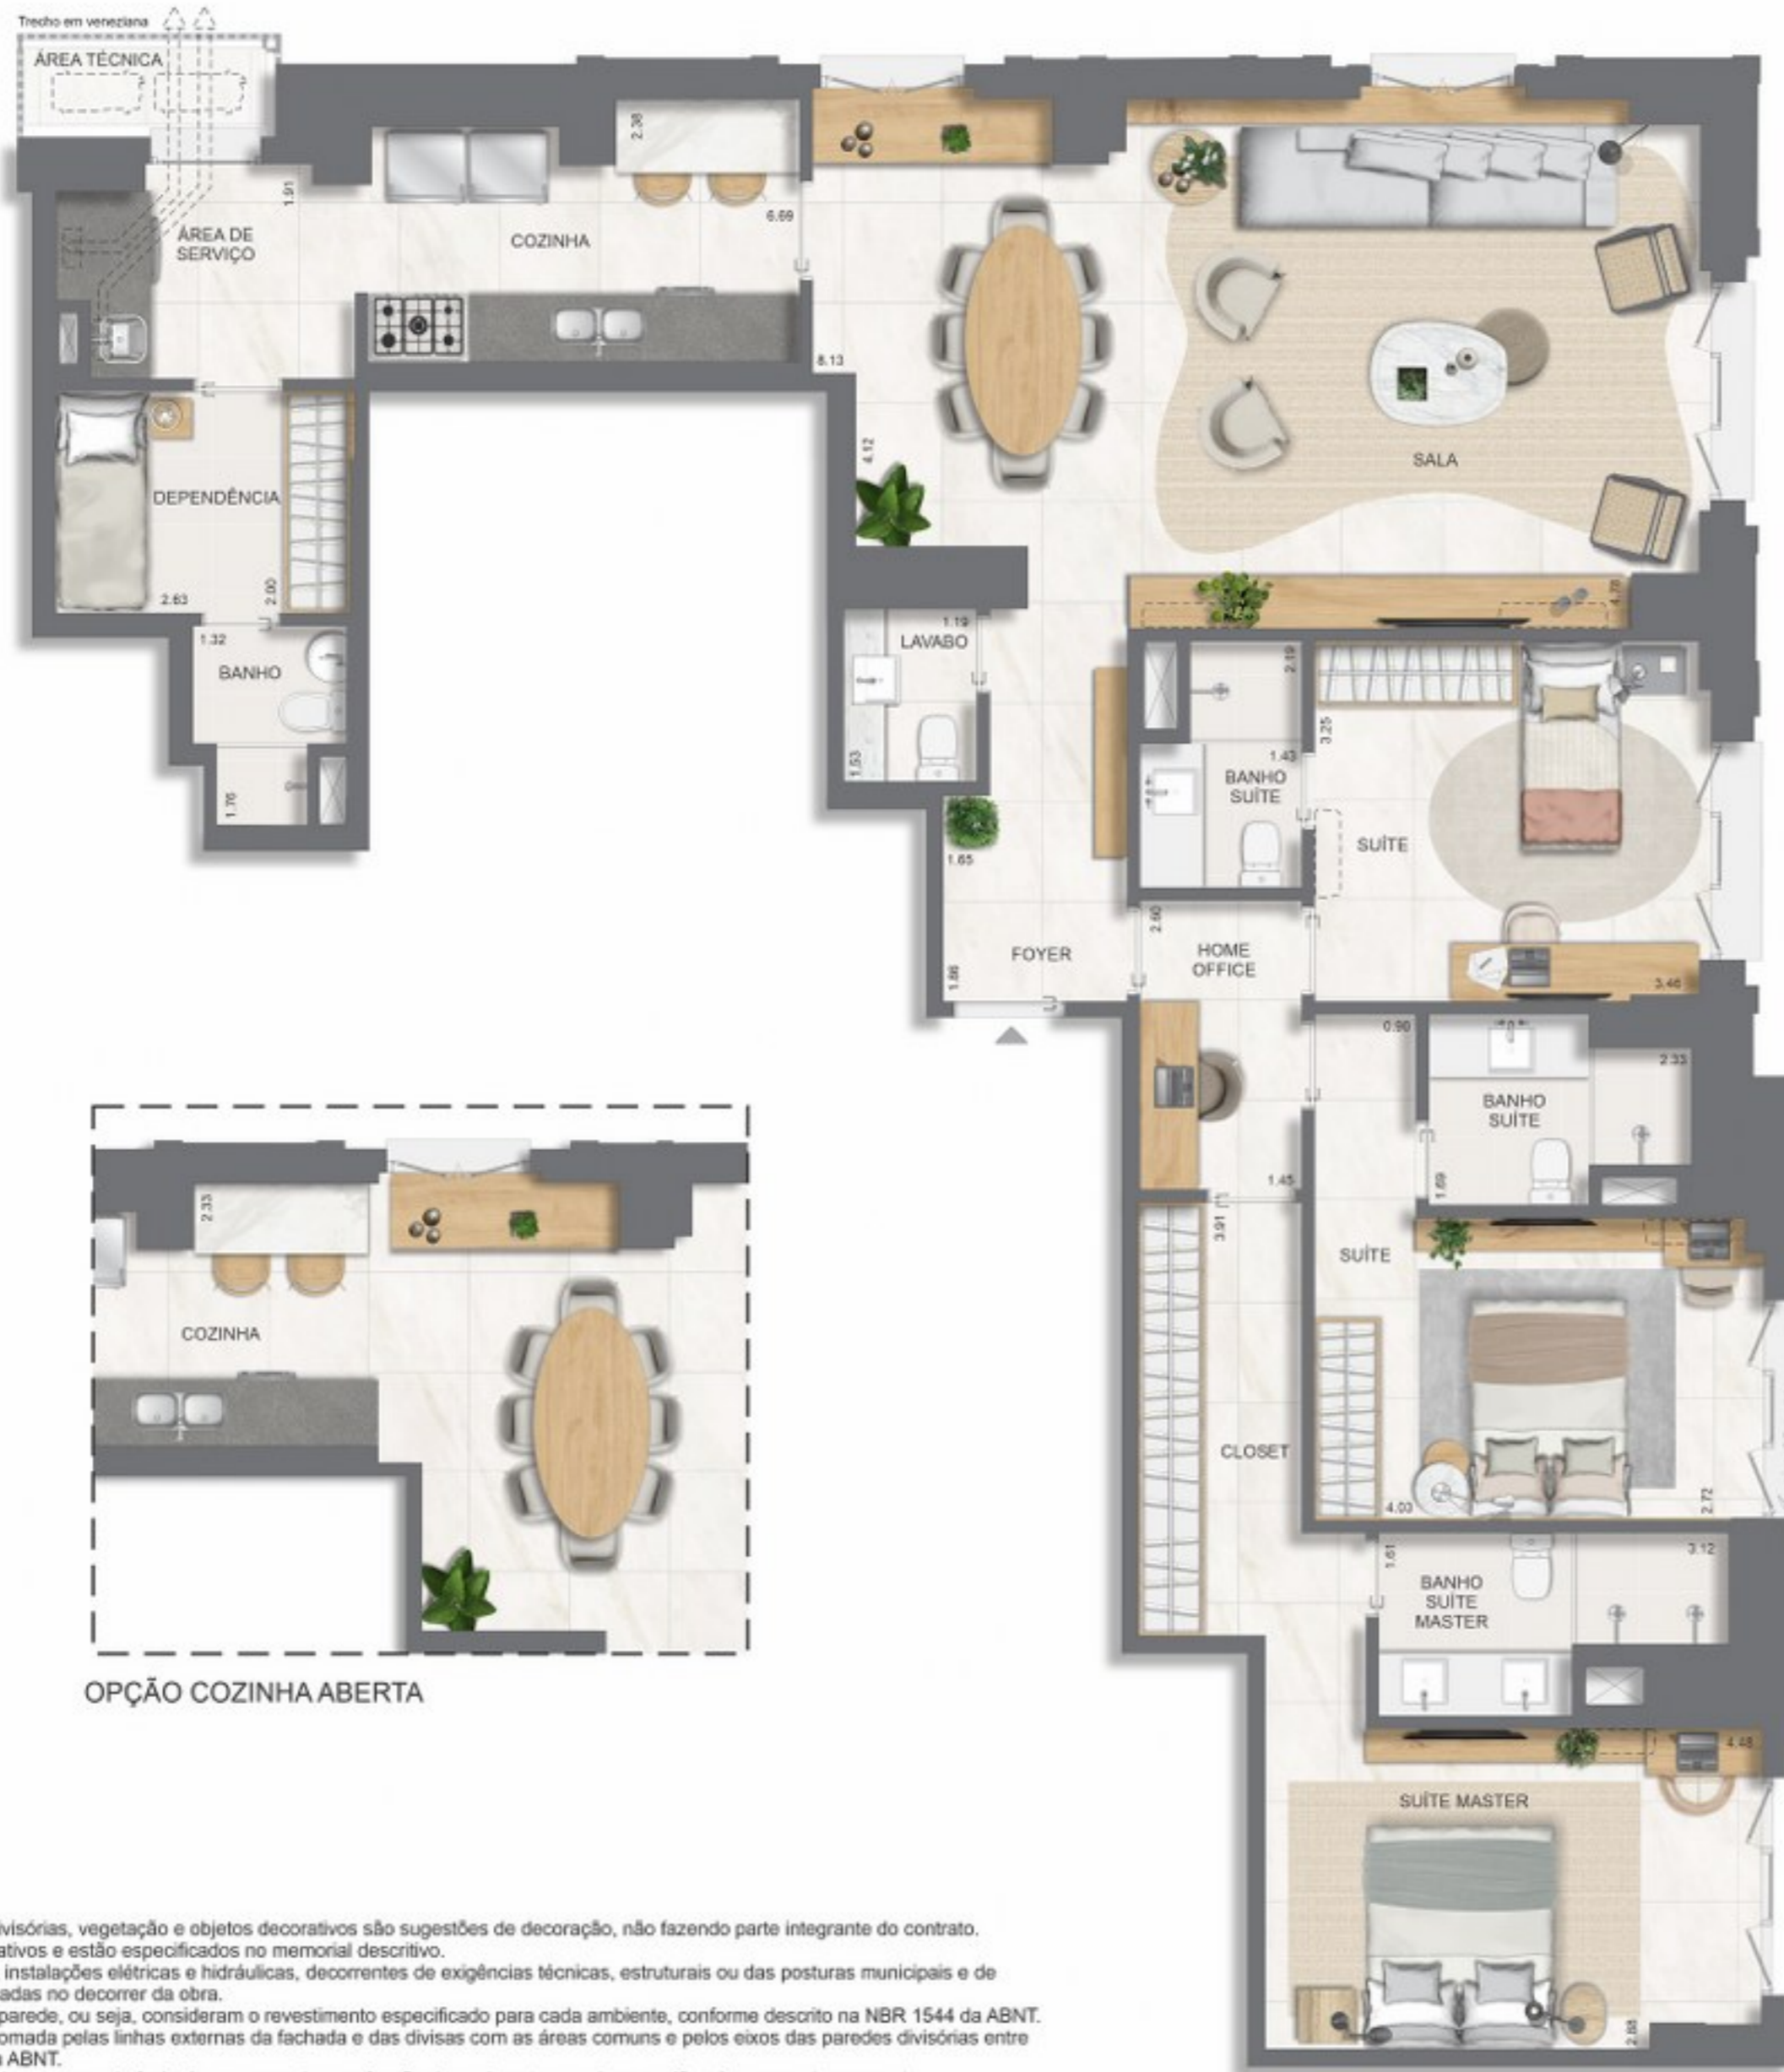 Trecho em veneziana
ÁREA TÉCNICA
2.38
1.91
6.69
ÁREA DE
SERVIÇO
COZINHA
8.13
4.12
SALA
DEPENDÊNCIA
2.63
2.00
4.78
1.32
BANHO
1.76
1.19
LAVABO
1.53
2.19
1.43
BANHO
SUÍTE
3.25
SUÍTE
1.65
2.60
FOYER
1.86
HOME
OFFICE
3.46
0.90
2.33
BANHO
SUÍTE
1.69
1.45
3.91
SUÍTE
CLOSET
4.03
2.72
1.61
3.12
BANHO
SUÍTE
MASTER
4.48
SUÍTE MASTER
2.88
2.33
COZINHA
OPÇÃO COZINHA ABERTA
visórias, vegetação e objetos decorativos são sugestões de decoração, não fazendo parte integrante do contrato.
ativos e estão especificados no memorial descritivo.
instalações elétricas e hidráulicas, decorrentes de exigências técnicas, estruturais ou das posturas municipais e de
adas no decorrer da obra.
parede, ou seja, consideram o revestimento especificado para cada ambiente, conforme descrito na NBR 1544 da ABNT.
omada pelas linhas externas da fachada e das divisas com as áreas comuns e pelos eixos das paredes divisórias entre
ABNT.